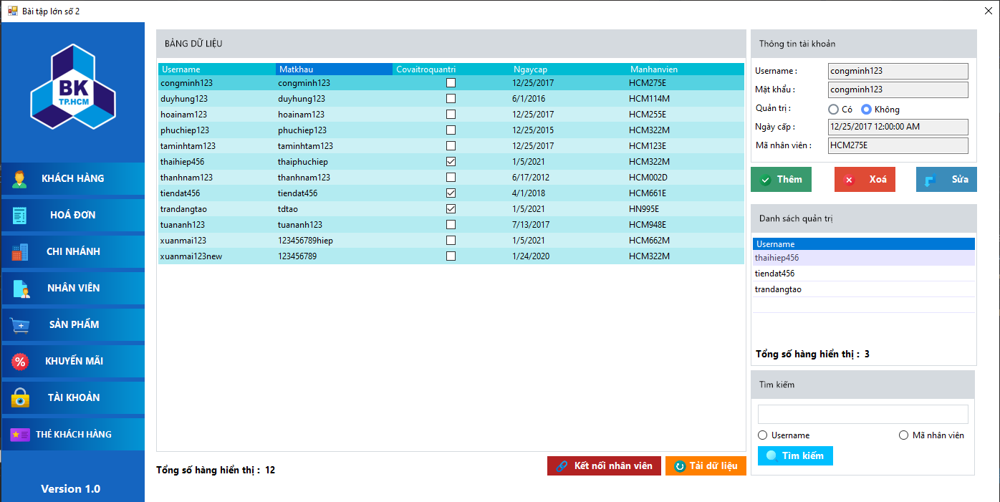 Bài tập lớn số 2
BK
TP.HCM
KHÁCH HÀNG
HOÁ ĐƠN
CHI NHÁNH
NHÂN VIÊN
SẢN PHẨM
KHUYẾN MÃI
TÀI KHOẢN
THẺ KHÁCH HÀNG
Version 1.0
BẢNG DỮ LIỆU
Username Matkhau Covaitroquantri Ngaycap Manhanvien
congminh123 congminh123 12/25/2017 HCM275E
duyhung123 duyhung123 6/1/2016 HCM114M
hoainam123 hoainam123 12/25/2017 HCM255E
phuchiep123 phuchiep123 12/25/2015 HCM322M
taminhtam123 taminhtam123 12/25/2017 HCM123E
thaihiep456 thaiphuchiep 1/5/2021 HCM322M
thanhnam123 thanhnam123 6/17/2012 HCM002D
tiendat456 tiendat456 4/1/2018 HCM661E
trandangtao tdtao 1/5/2021 HN995E
tuananh123 tuananh123 7/13/2017 HCM948E
xuanmai123 123456789hiep 1/5/2021 HCM662M
xuanmai123new 123456789 1/24/2020 HCM322M
Tổng số hàng hiển thị : 12
Kết nối nhân viên
Tải dữ liệu
Thông tin tài khoản
Username : congminh123
Mật khẩu : congminh123
Quản trị : Có Không
Ngày cấp : 12/25/2017 12:00:00 AM
Mã nhân viên : HCM275E
Thêm Xoá Sửa
Danh sách quản trị
Username
thaihiep456
tiendat456
trandangtao
Tổng số hàng hiển thị : 3
Tìm kiếm
Username Mã nhân viên
Tìm kiếm